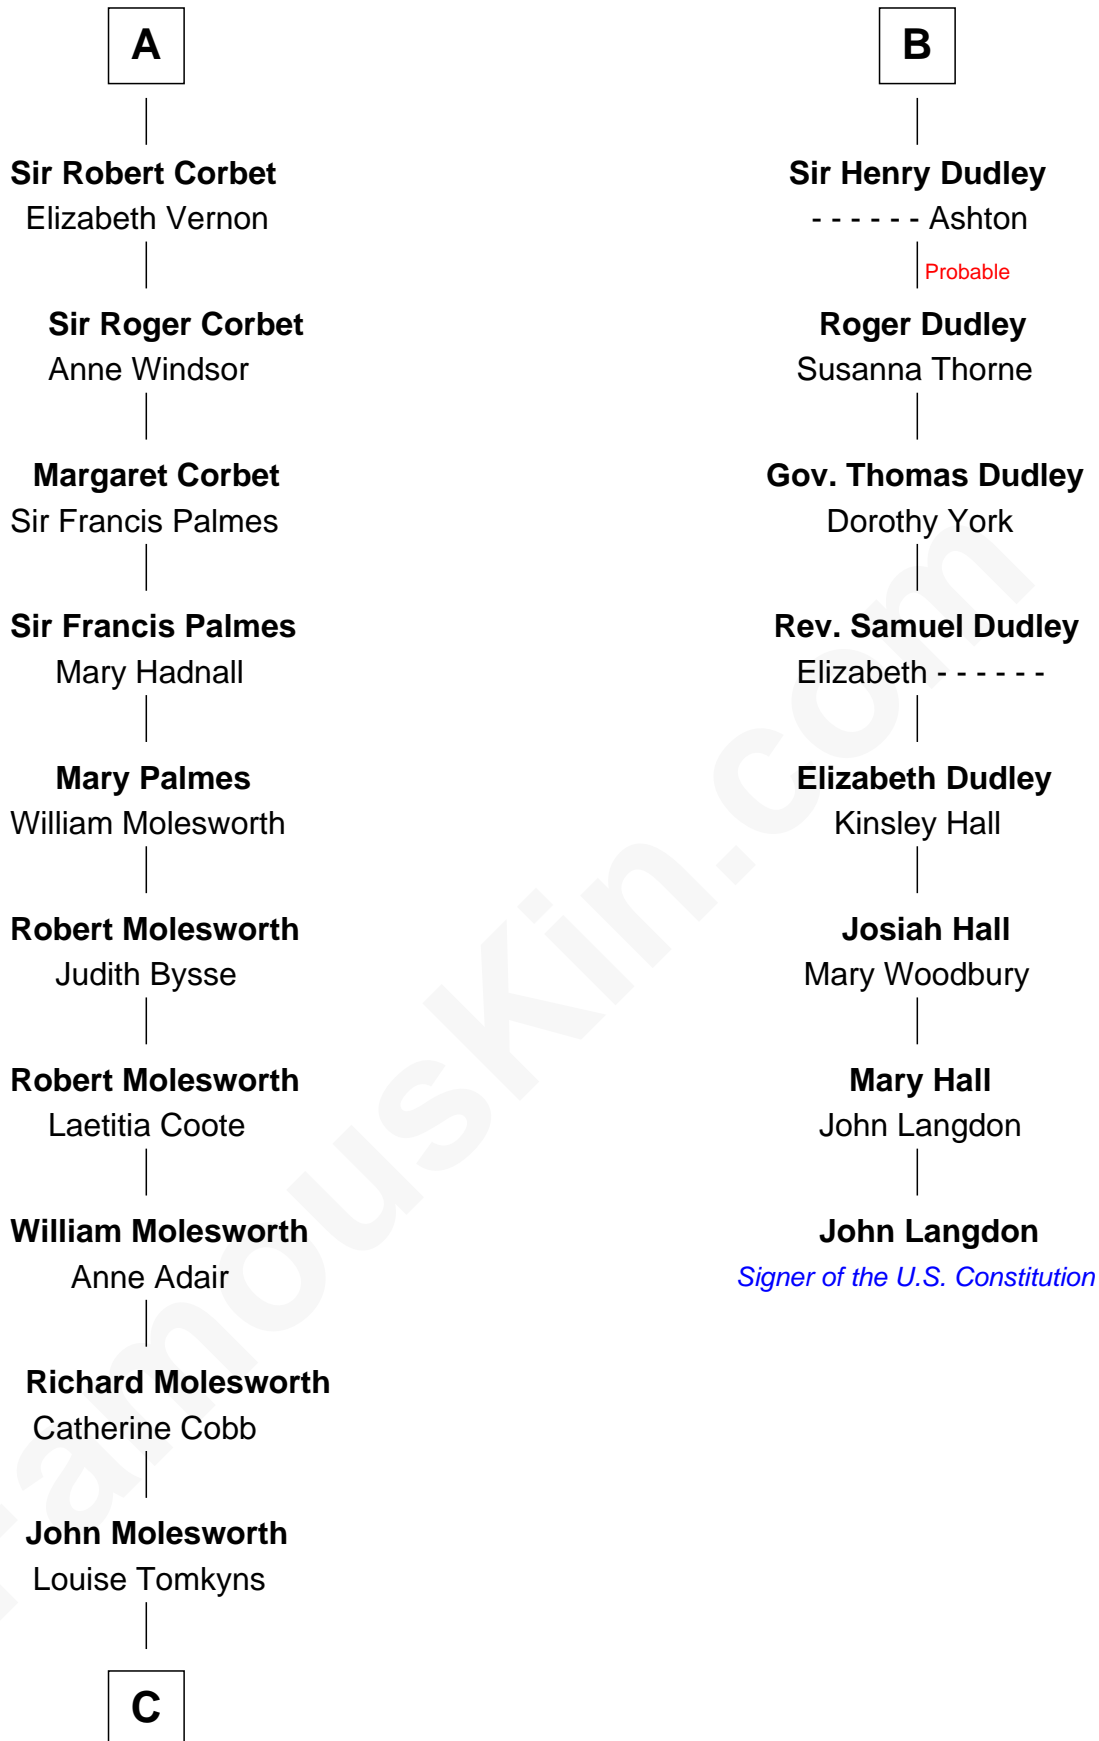 A
Sir Robert Corbet
Elizabeth Vernon
Sir Roger Corbet
Anne Windsor
Margaret Corbet
Sir Francis Palmes
Sir Francis Palmes
Mary Hadnall
Mary Palmes
William Molesworth
Robert Molesworth
Judith Bysse
Robert Molesworth
Laetitia Coote
William Molesworth
Anne Adair
Richard Molesworth
Catherine Cobb
John Molesworth
Louise Tomkyns
C
B
Sir Henry Dudley
- - - - - - Ashton
Probable
Roger Dudley
Susanna Thorne
Gov. Thomas Dudley
Dorothy York
Rev. Samuel Dudley
Elizabeth - - - - - -
Elizabeth Dudley
Kinsley Hall
Josiah Hall
Mary Woodbury
Mary Hall
John Langdon
John Langdon
Signer of the U.S. Constitution
FamousKin.com